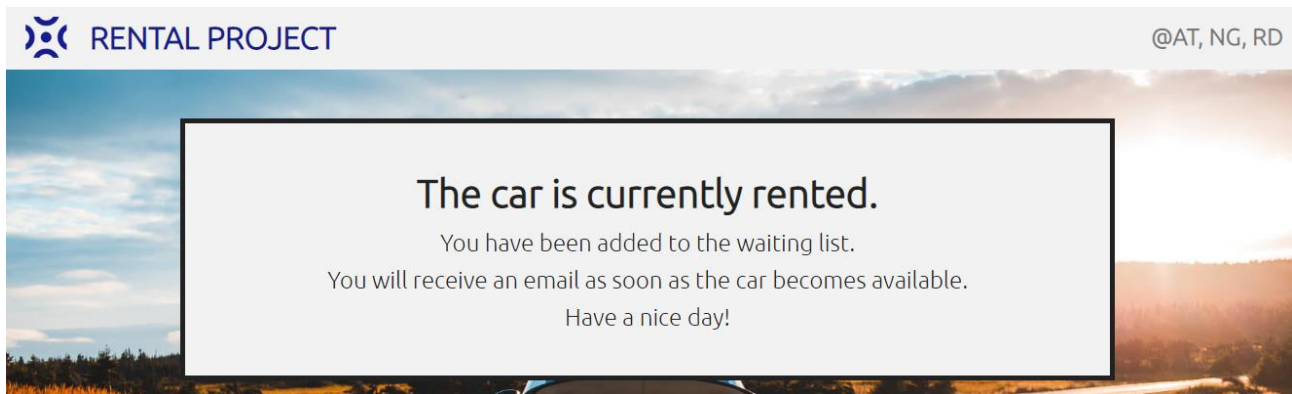 RENTAL PROJECT
@AT, NG, RD
The car is currently rented.
You have been added to the waiting list.
You will receive an email as soon as the car becomes available.
Have a nice day!